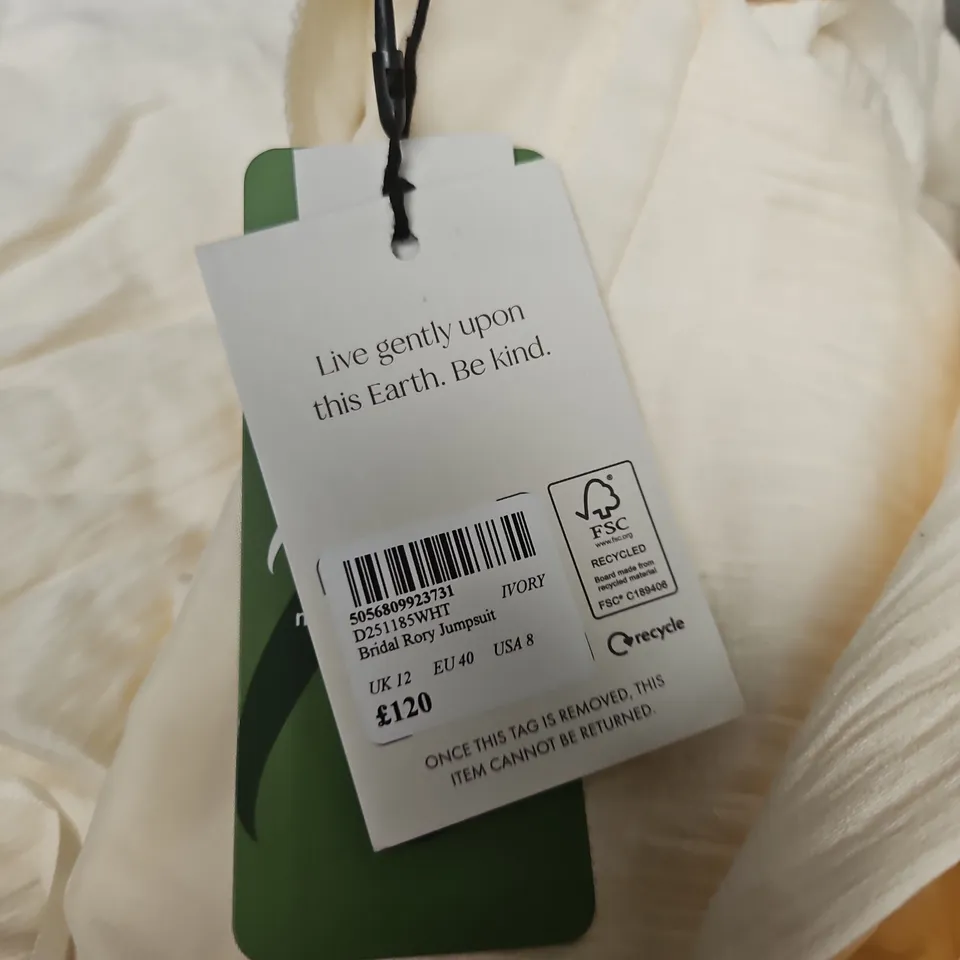 Live gently upon
this Earth. Be kind.
5056809923731
D251185WHT IVORY
Bridal Rory Jumpsuit
UK 12 EU 40 USA 8
£120
FSC
www.fsc.org
RECYCLED
Board made from
recycled material
FSC® C189406
recycle
ONCE THIS TAG IS REMOVED, THIS
ITEM CANNOT BE RETURNED.